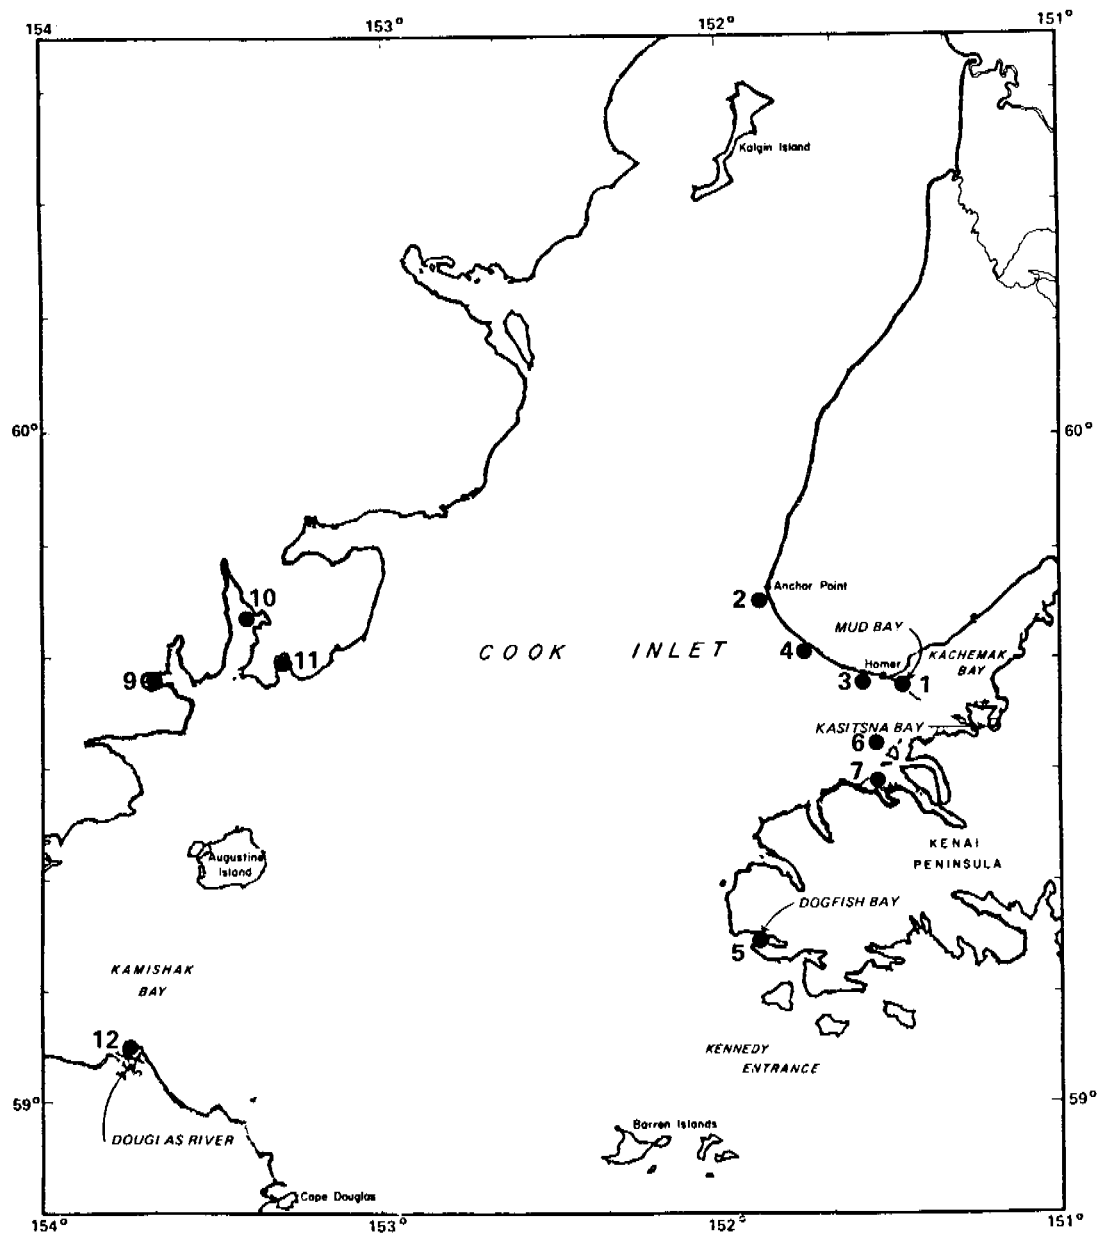 154
153°
152°
151°
Kalgin Island
60°
60°
10
2
Anchor Point
MUD BAY
COOK INLET
4
11
Homer
KACHEMAK
BAY
9
3
1
KASITSNA BAY
6
7
KENAI
PENINSULA
Augustine
Island
DOGFISH BAY
5
KAMISHAK
BAY
12
KENNEDY
ENTRANCE
59°
59°
Barren Islands
DOUGLAS RIVER
Cape Douglas
154°
153°
152°
151°